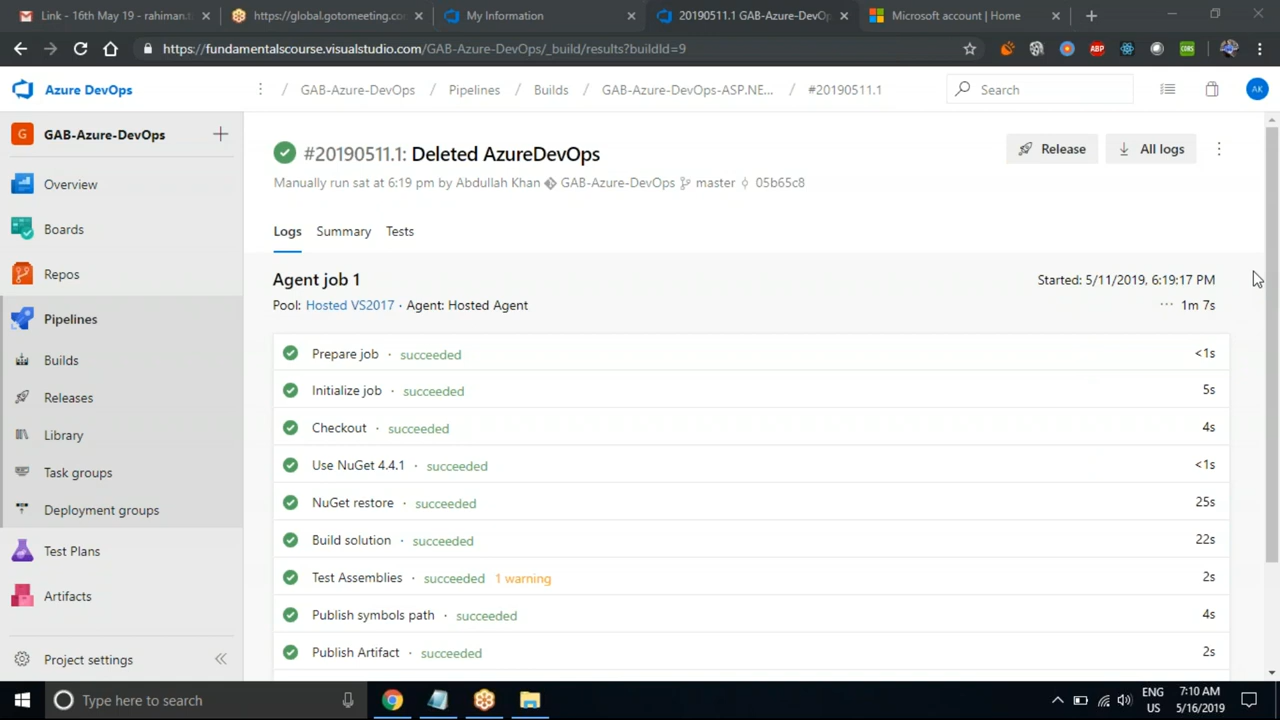 Link - 16th May 19 - rahiman.t
https://global.gotomeeting.co
My Information
20190511.1 GAB-Azure-DevOp
Microsoft account | Home
https://fundamentalscourse.visualstudio.com/GAB-Azure-DevOps/_build/results?buildId=9
ABP
CORS
Azure DevOps
/ GAB-Azure-DevOps / Pipelines / Builds / GAB-Azure-DevOps-ASP.NE... / #20190511.1
Search
AK
G GAB-Azure-DevOps
Overview
Boards
Repos
Pipelines
Builds
Releases
Library
Task groups
Deployment groups
Test Plans
Artifacts
Project settings
#20190511.1: Deleted AzureDevOps
Release
All logs
Manually run sat at 6:19 pm by Abdullah Khan GAB-Azure-DevOps master 05b65c8
Logs Summary Tests
Agent job 1
Started: 5/11/2019, 6:19:17 PM
Pool: Hosted VS2017 · Agent: Hosted Agent
··· 1m 7s
Prepare job · succeeded <1s
Initialize job · succeeded 5s
Checkout · succeeded 4s
Use NuGet 4.4.1 · succeeded <1s
NuGet restore · succeeded 25s
Build solution · succeeded 22s
Test Assemblies · succeeded 1 warning 2s
Publish symbols path · succeeded 4s
Publish Artifact · succeeded 2s
Type here to search
ENG
US
7:10 AM
5/16/2019